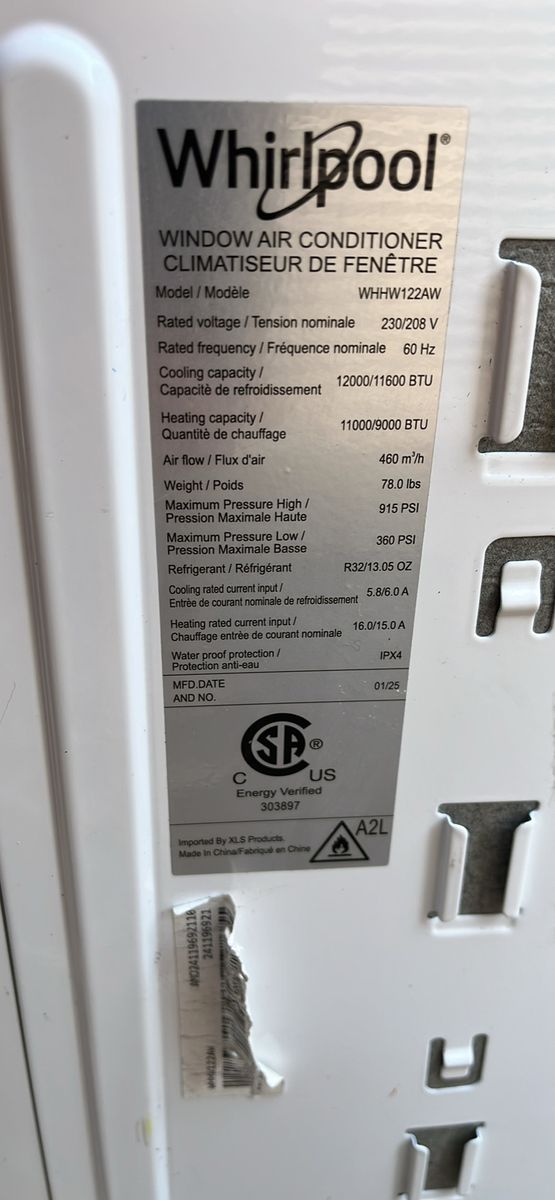 Whirlpool®
WINDOW AIR CONDITIONER
CLIMATISEUR DE FENÊTRE
Model / Modèle WHHW122AW
Rated voltage / Tension nominale 230/208 V
Rated frequency / Fréquence nominale 60 Hz
Cooling capacity /
Capacitè de refroidissement 12000/11600 BTU
Heating capacity /
Quantitè de chauffage 11000/9000 BTU
Air flow / Flux d'air 460 m³/h
Weight / Poids 78.0 lbs
Maximum Pressure High /
Pression Maximale Haute 915 PSI
Maximum Pressure Low /
Pression Maximale Basse 360 PSI
Refrigerant / Réfrigérant R32/13.05 OZ
Cooling rated current input /
Entrée de courant nominale de refroidissement 5.8/6.0 A
Heating rated current input /
Chauffage entrée de courant nominale 16.0/15.0 A
Water proof protection /
Protection anti-eau IPX4
MFD.DATE 01/25
AND NO.
CSA®
C US
Energy Verified
303897
Imported By XLS Products.
Made In China/Fabriqué en Chine
A2L
241196921
WHHW122AW